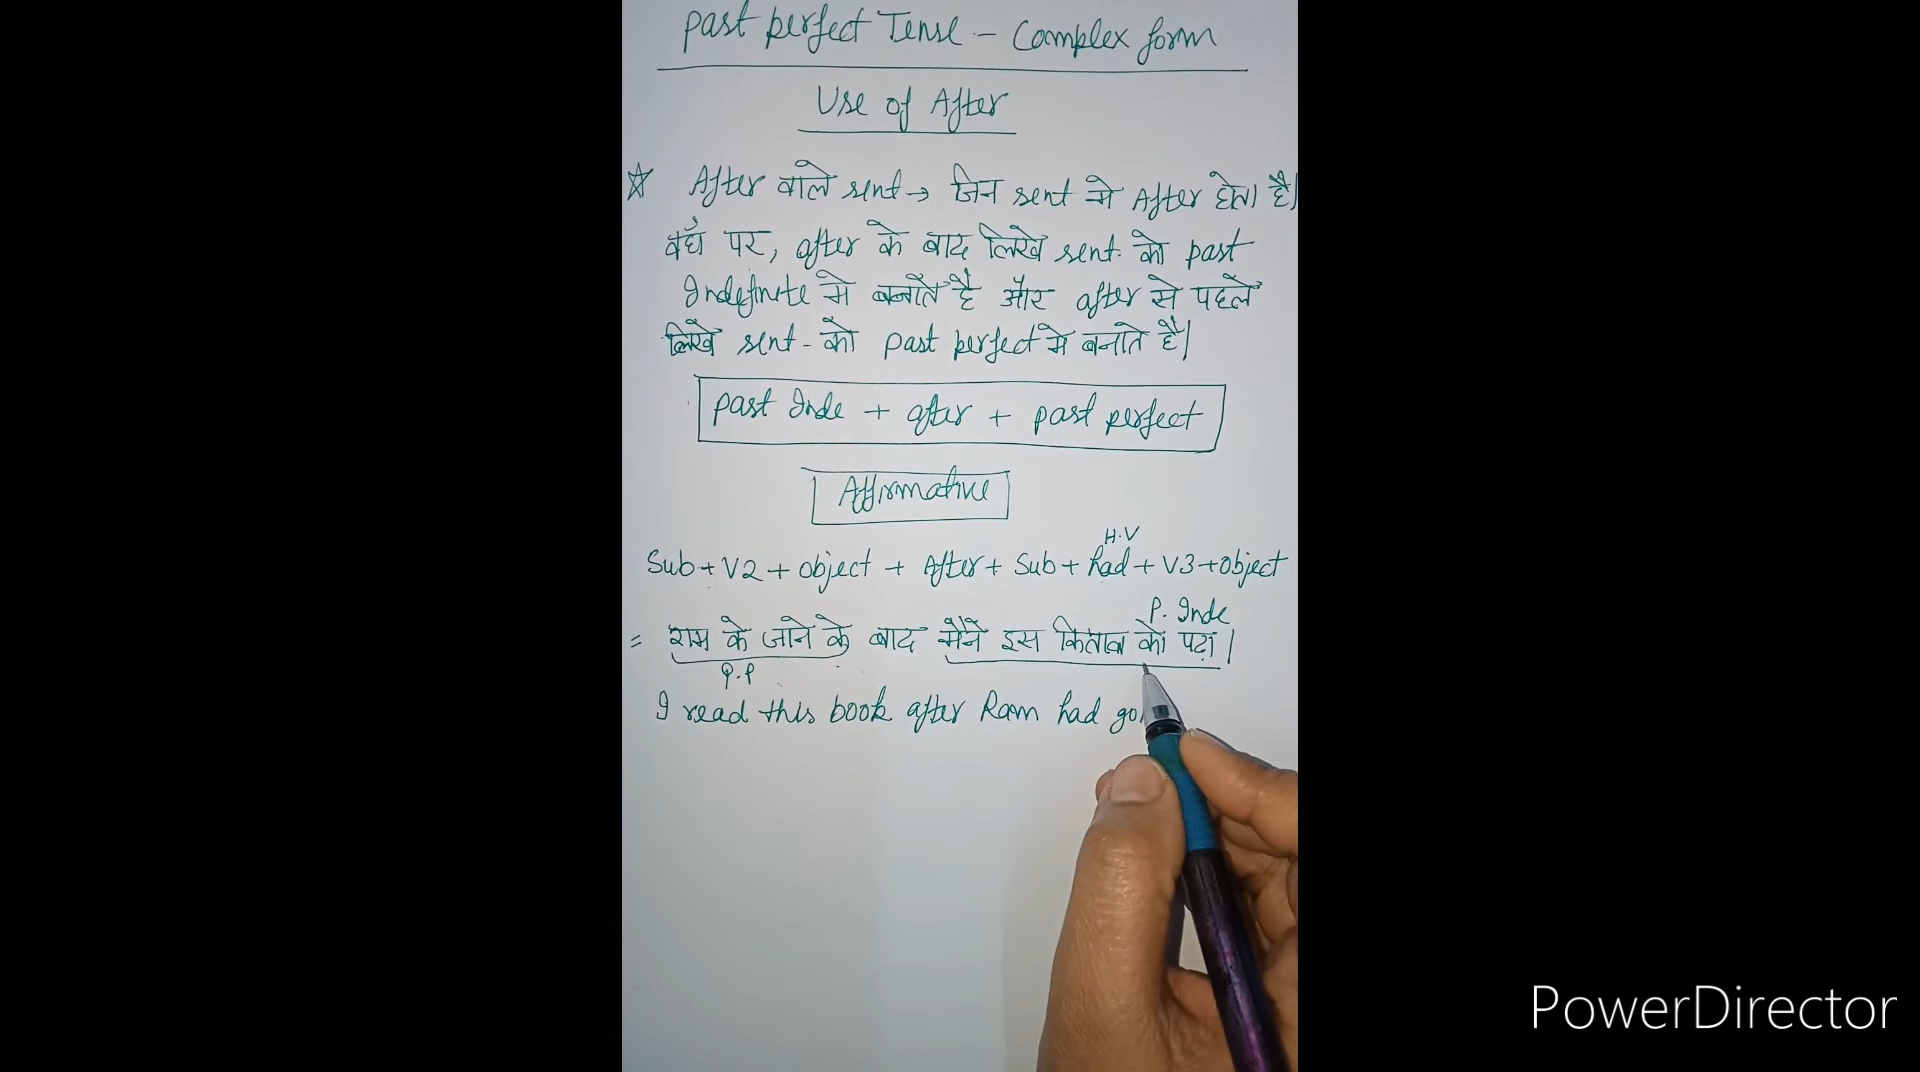 Past perfect Tense - Complex form
Use of After
☆ After वाले sent → जिन sent मे After होता है।
वहाँ पर, after के बाद लिखे sent. को past
Indefinite मे बनाते है और after से पहले
लिखे sent - को past perfect मे बनाते है।
past Inde + after + past perfect
Affirmative
H.V
Sub + V2 + object + After + Sub + had + V3 + object
P. Inde
= राम के जाने के बाद मैने इस किताब को पढ़ा।
P.P
I read this book after Ram had go
PowerDirector